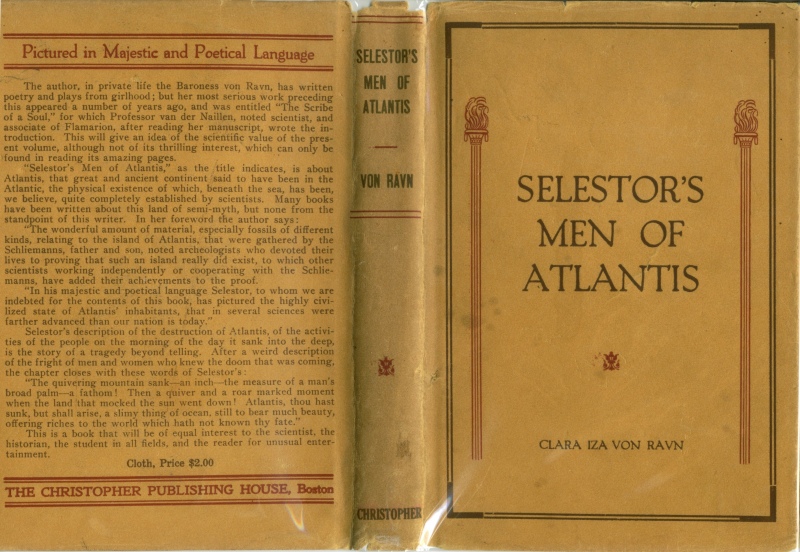 Pictured in Majestic and Poetical Language
The author, in private life the Baroness von Ravn, has written
poetry and plays from girlhood; but her most serious work preceding
this appeared a number of years ago, and was entitled "The Scribe
of a Soul," for which Professor van der Naillen, noted scientist, and
associate of Flamarion, after reading her manuscript, wrote the in-
troduction. This will give an idea of the scientific value of the pres-
ent volume, although not of its thrilling interest, which can only be
found in reading its amazing pages.
"Selestor's Men of Atlantis," as the title indicates, is about
Atlantis, that great and ancient continent said to have been in the
Atlantic, the physical existence of which, beneath the sea, has been,
we believe, quite completely established by scientists. Many books
have been written about this land of semi-myth, but none from the
standpoint of this writer. In her foreword the author says:
"The wonderful amount of material, especially fossils of different
kinds, relating to the island of Atlantis, that were gathered by the
Schliemanns, father and son, noted archeologists who devoted their
lives to proving that such an island really did exist, to which other
scientists working independently or cooperating with the Schlie-
manns, have added their achievements to the proof.
"In his majestic and poetical language Selestor, to whom we are
indebted for the contents of this book, has pictured the highly civi-
lized state of Atlantis' inhabitants, that in several sciences were
farther advanced than our nation is today."
Selestor's description of the destruction of Atlantis, of the activi-
ties of the people on the morning of the day it sank into the deep,
is the story of a tragedy beyond telling. After a weird description
of the fright of men and women who knew the doom that was coming,
the chapter closes with these words of Selestor's:
"The quivering mountain sank—an inch—the measure of a man's
broad palm—a fathom! Then a quiver and a roar marked moment
when the land that mocked the sun went down! Atlantis, thou hast
sunk, but shall arise, a slimy thing of ocean, still to bear much beauty,
offering riches to the world which hath not known thy fate."
This is a book that will be of equal interest to the scientist, the
historian, the student in all fields, and the reader for unusual enter-
tainment.
Cloth, Price $2.00
THE CHRISTOPHER PUBLISHING HOUSE, Boston
SELESTOR'S
MEN OF
ATLANTIS
VON RAVN
CHRISTOPHER
SELESTOR'S
MEN OF
ATLANTIS
CLARA IZA VON RAVN